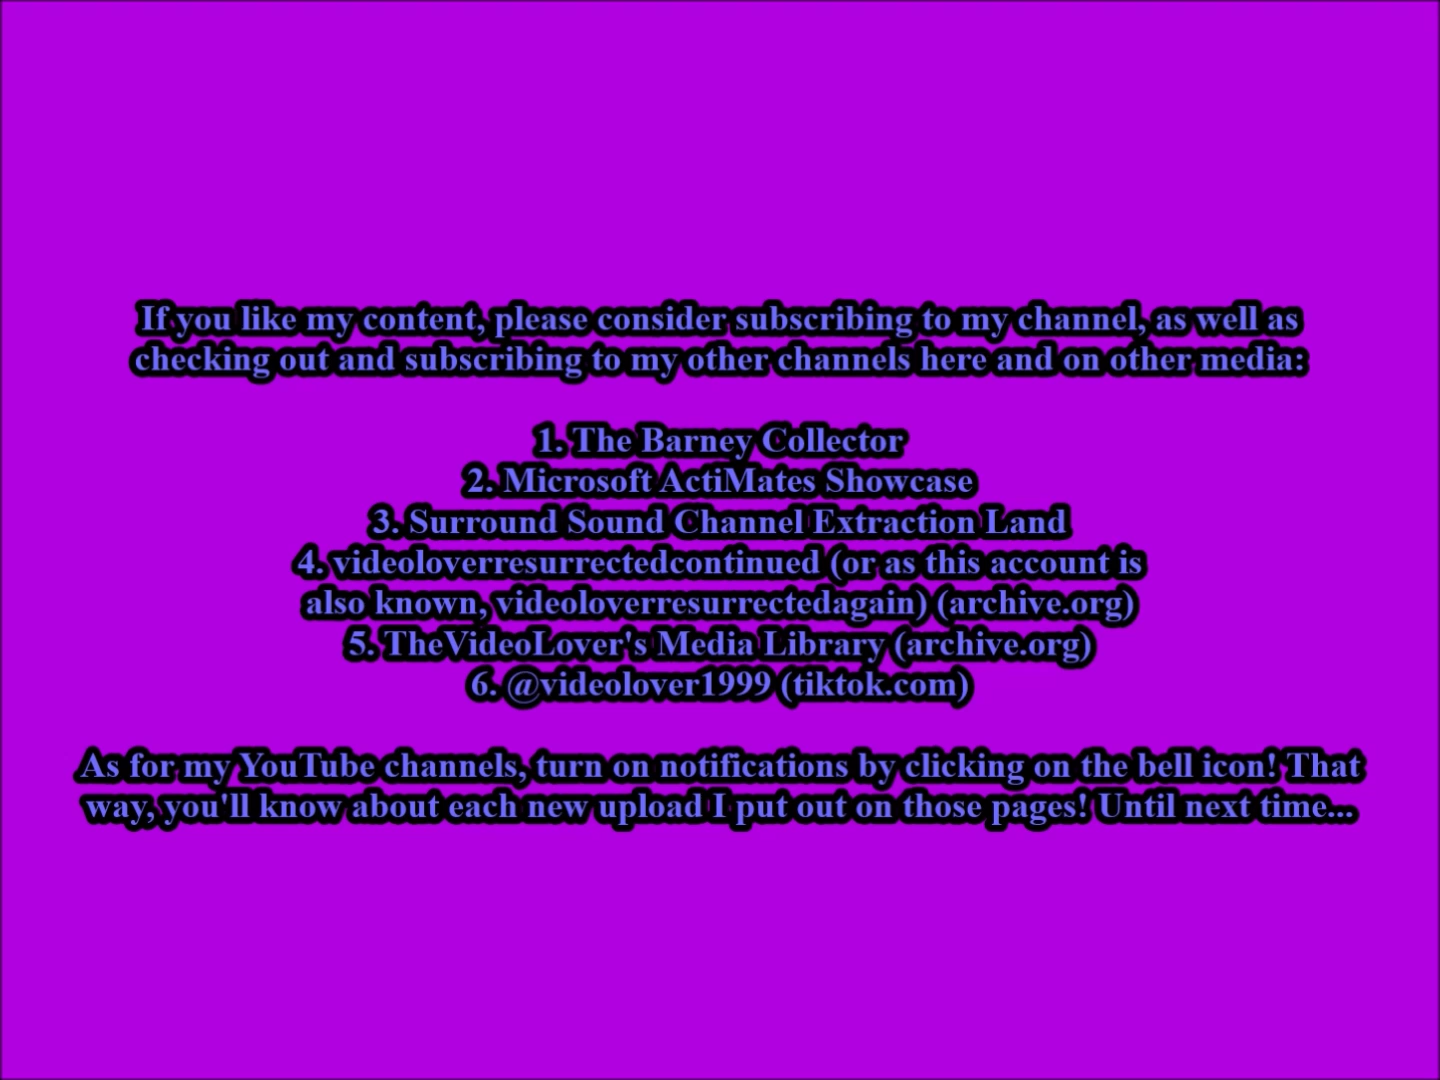 If you like my content, please consider subscribing to my channel, as well as
checking out and subscribing to my other channels here and on other media:
1. The Barney Collector
2. Microsoft ActiMates Showcase
3. Surround Sound Channel Extraction Land
4. videoloverresurrectedcontinued (or as this account is
also known, videoloverresurrectedagain) (archive.org)
5. TheVideoLover's Media Library (archive.org)
6. @videolover1999 (tiktok.com)
As for my YouTube channels, turn on notifications by clicking on the bell icon! That
way, you'll know about each new upload I put out on those pages! Until next time...